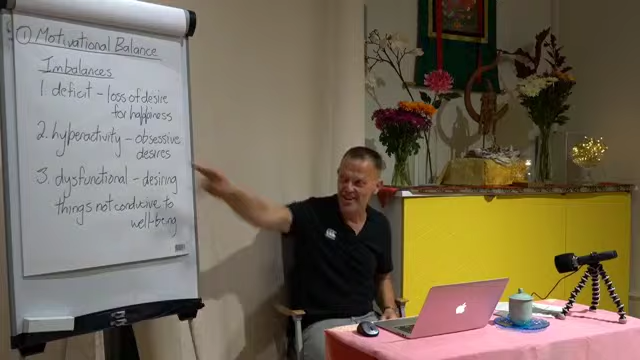 ① Motivational Balance
Imbalances
1. deficit - loss of desire
for happiness
2. hyperactivity - obsessive
desires
3. dysfunctional - desiring
things not conducive to
well-being